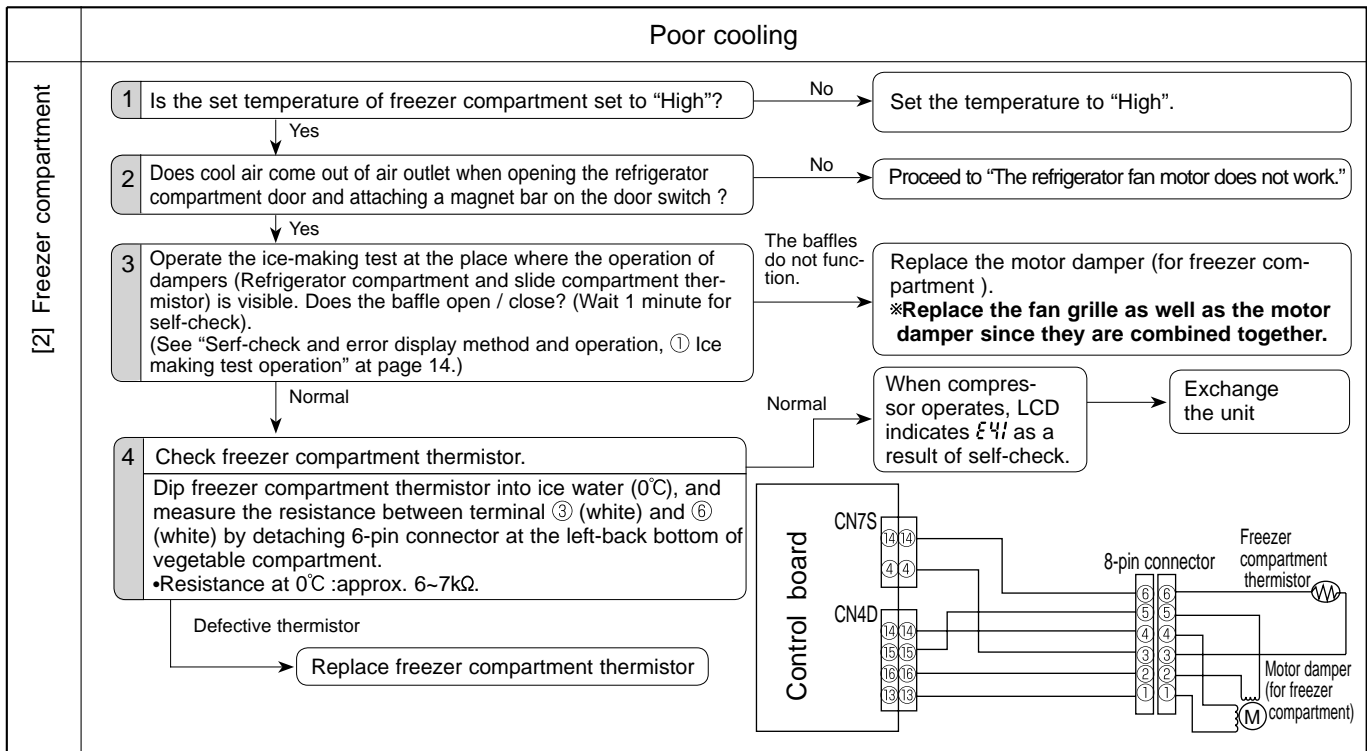 Poor cooling
[2] Freezer compartment
1 Is the set temperature of freezer compartment set to “High”?
No
Set the temperature to “High”.
Yes
2 Does cool air come out of air outlet when opening the refrigerator
compartment door and attaching a magnet bar on the door switch ?
No
Proceed to “The refrigerator fan motor does not work.”
Yes
3 Operate the ice-making test at the place where the operation of
dampers (Refrigerator compartment and slide compartment ther-
mistor) is visible. Does the baffle open / close? (Wait 1 minute for
self-check).
(See “Serf-check and error display method and operation, ① Ice
making test operation” at page 14.)
The baffles
do not func-
tion.
Replace the motor damper (for freezer com-
partment ).
※Replace the fan grille as well as the motor
damper since they are combined together.
Normal
4 Check freezer compartment thermistor.
Dip freezer compartment thermistor into ice water (0℃), and
measure the resistance between terminal ③ (white) and ⑥
(white) by detaching 6-pin connector at the left-back bottom of
vegetable compartment.
•Resistance at 0℃ :approx. 6~7kΩ.
Normal
When compres-
sor operates, LCD
indicates E41 as a
result of self-check.
Exchange
the unit
Defective thermistor
Replace freezer compartment thermistor
Control board
CN7S
⑭⑭
④④
CN4D
⑭⑭
⑮⑮
⑯⑯
⑬⑬
8-pin connector
⑥⑥
⑤⑤
④④
③③
②②
①①
Freezer
compartment
thermistor
Motor damper
(for freezer
compartment)
M